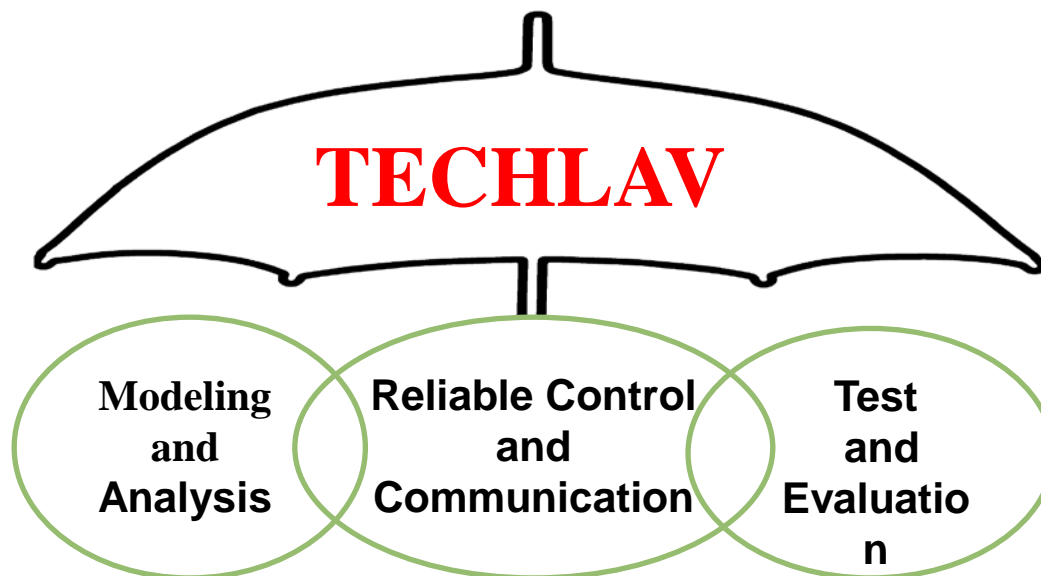 TECHLAV
Modeling
and
Analysis
Reliable Control
and
Communication
Test
and
Evaluatio
n